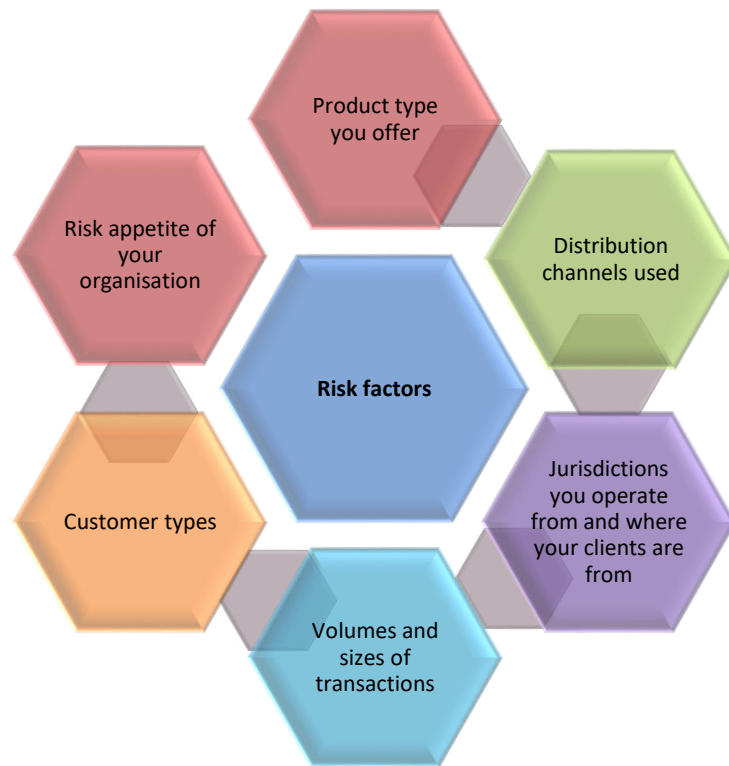 Product type
you offer
Distribution
channels used
Jurisdictions
you operate
from and where
your clients are
from
Volumes and
sizes of
transactions
Customer types
Risk appetite of
your
organisation
Risk factors